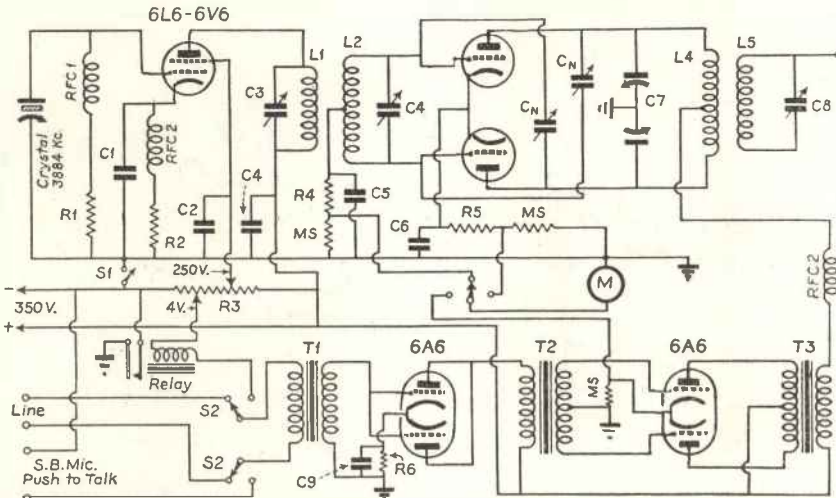 6L6-6V6
RFC1
Crystal
3884 Kc.
R1
C1
RFC2
R2
C2
C3
L1
C4
L2
C4
R4
MS
C5
CN
CN
C7
L4
L5
C8
C6
R5
MS
M
S1
250V.
4V.
R3
-
350V.
+
RFC2
Relay
T1
6A6
T2
6A6
T3
MS
Line
S2
S2
S.B. Mic.
Push to Talk
C9
R6